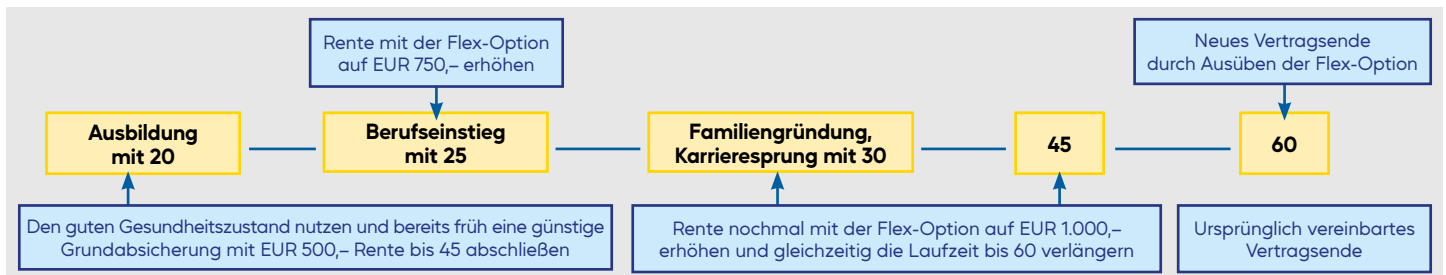 Rente mit der Flex-Option
auf EUR 750,– erhöhen
Neues Vertragsende
durch Ausüben der Flex-Option
Ausbildung
mit 20
Berufseinstieg
mit 25
Familiengründung,
Karrieresprung mit 30
45
60
Den guten Gesundheitszustand nutzen und bereits früh eine günstige
Grundabsicherung mit EUR 500,– Rente bis 45 abschließen
Rente nochmal mit der Flex-Option auf EUR 1.000,–
erhöhen und gleichzeitig die Laufzeit bis 60 verlängern
Ursprünglich vereinbartes
Vertragsende